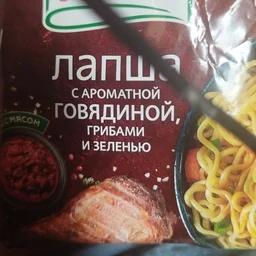 лапша
С АРОМАТНОЙ
ГОВЯДИНОЙ,
ГРИБАМИ
И ЗЕЛЕНЬЮ
С МЯСОМ